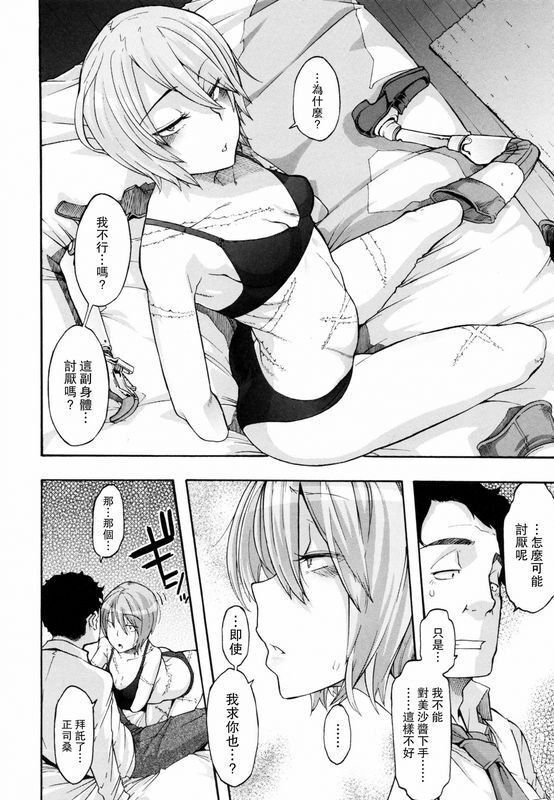 …為什麼?
我不行…嗎?
這副身體
討厭嗎?
…怎麼可能
討厭呢
只是…
我不能
對美沙醬下手
……這樣不好
…即使
我求你也…?
……
那…那個…
拜託了…
正司桑